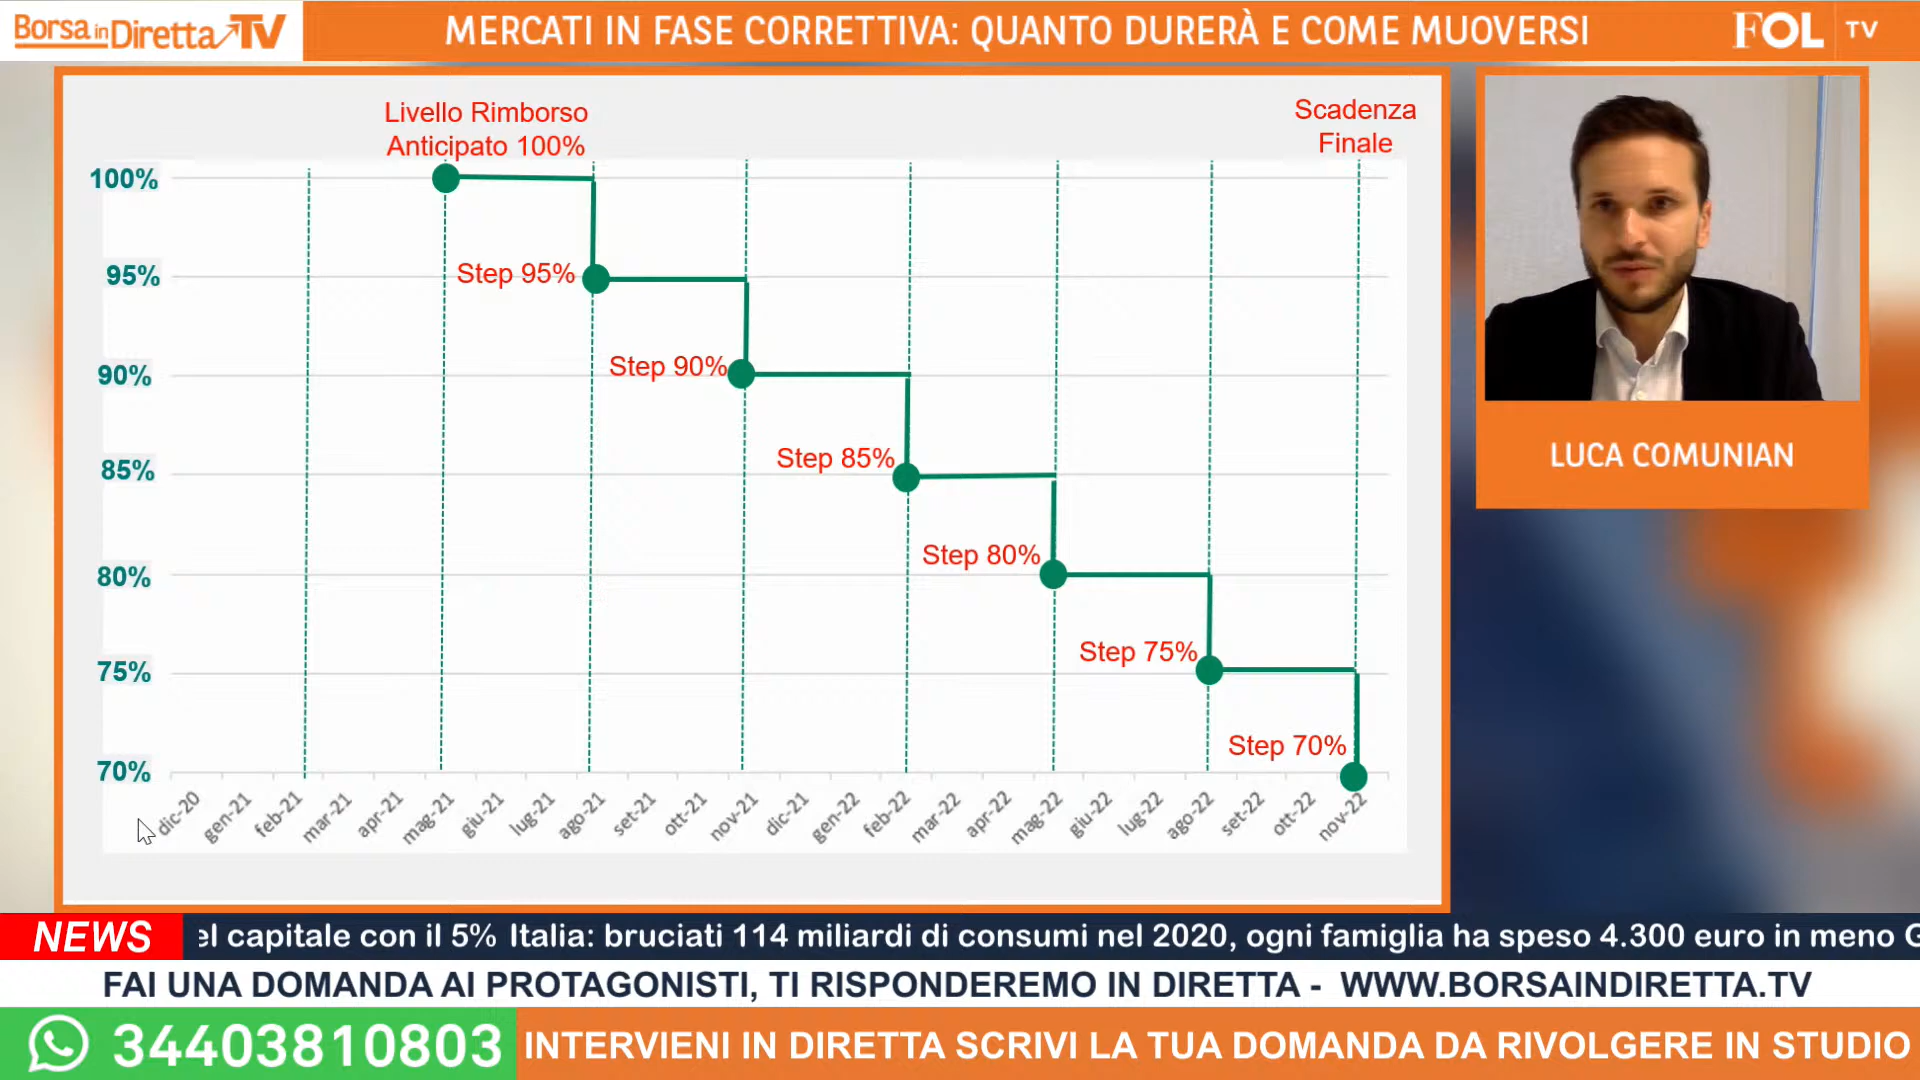 Borsa in Diretta TV
MERCATI IN FASE CORRETTIVA: QUANTO DURERÀ E COME MUOVERSI
FOL TV
Livello Rimborso
Anticipato 100%
Scadenza
Finale
100%
95%
90%
85%
80%
75%
70%
Step 95%
Step 90%
Step 85%
Step 80%
Step 75%
Step 70%
dic-20
gen-21
feb-21
mar-21
apr-21
mag-21
giu-21
lug-21
ago-21
set-21
ott-21
nov-21
dic-21
gen-22
feb-22
mar-22
apr-22
mag-22
giu-22
lug-22
ago-22
set-22
ott-22
nov-22
LUCA COMUNIAN
NEWS
el capitale con il 5% Italia: bruciati 114 miliardi di consumi nel 2020, ogni famiglia ha speso 4.300 euro in meno G
FAI UNA DOMANDA AI PROTAGONISTI, TI RISPONDEREMO IN DIRETTA - WWW.BORSAINDIRETTA.TV
34403810803
INTERVIENI IN DIRETTA SCRIVI LA TUA DOMANDA DA RIVOLGERE IN STUDIO